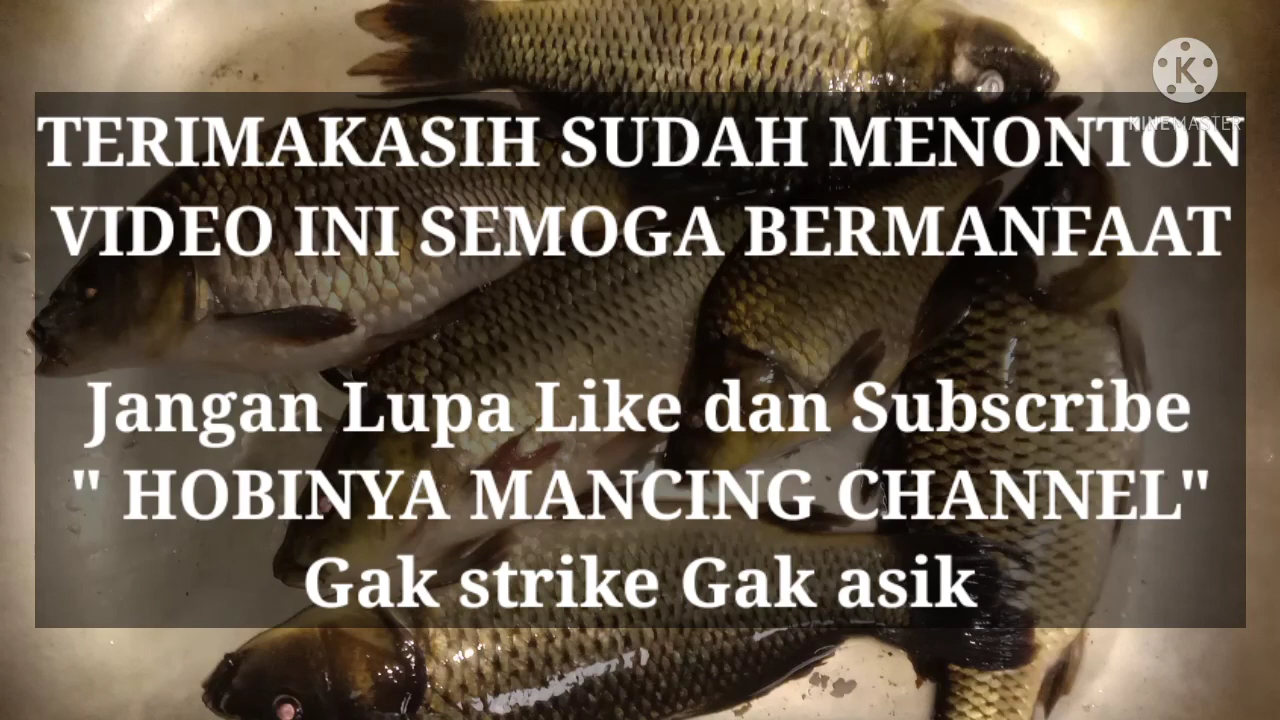 K
KINEMASTER
TERIMAKASIH SUDAH MENONTON
VIDEO INI SEMOGA BERMANFAAT
Jangan Lupa Like dan Subscribe
" HOBINYA MANCING CHANNEL"
Gak strike Gak asik